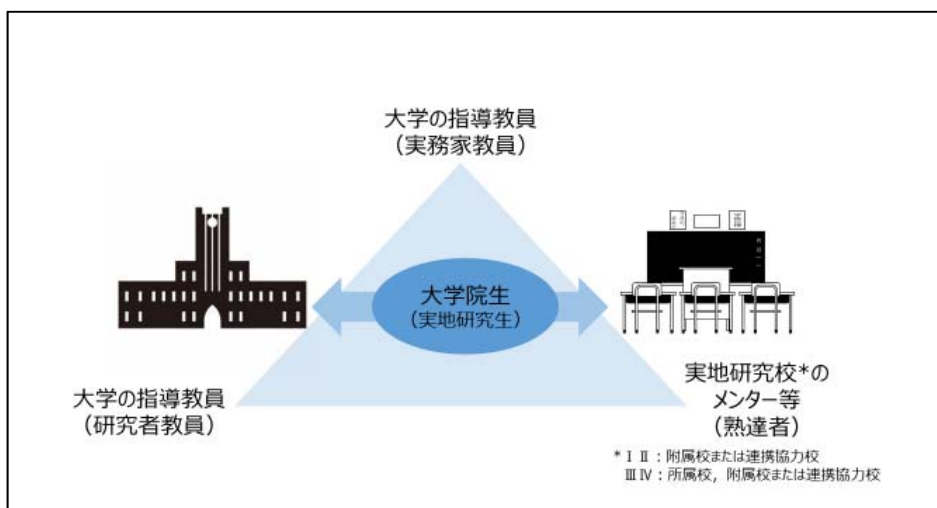 大学の指導教員
（実務家教員）
大学院生
（実地研究生）
大学の指導教員
（研究者教員）
実地研究校*の
メンター等
（熟達者）
*ⅠⅡ：附属校または連携協力校
ⅢⅣ：所属校，附属校または連携協力校